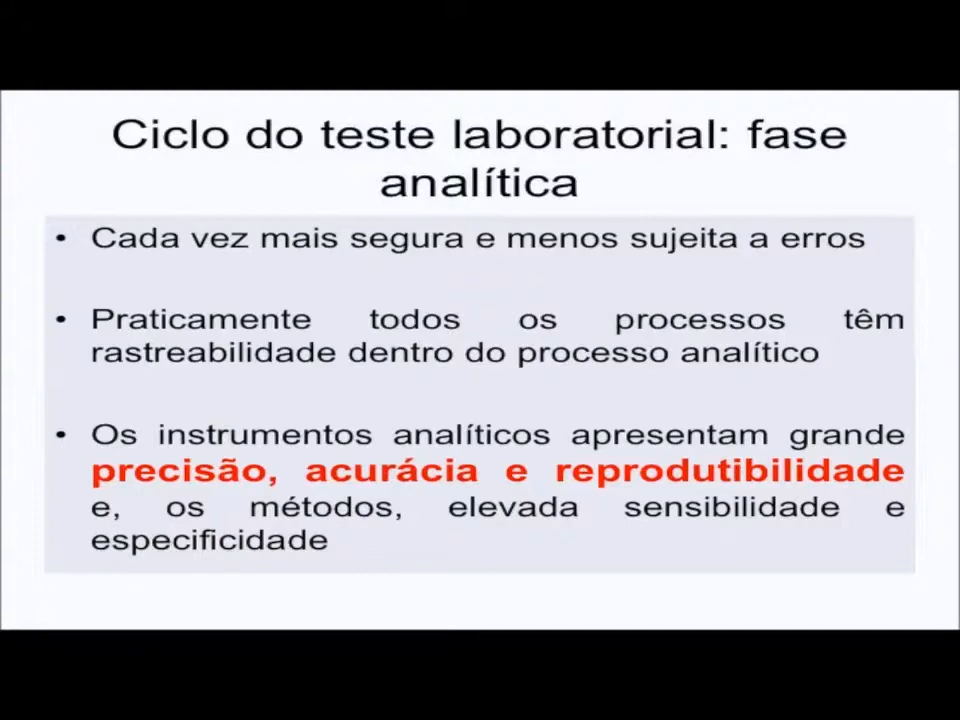 Ciclo do teste laboratorial: fase
analítica
• Cada vez mais segura e menos sujeita a erros
• Praticamente todos os processos têm
rastreabilidade dentro do processo analítico
• Os instrumentos analíticos apresentam grande
precisão, acurácia e reprodutibilidade
e, os métodos, elevada sensibilidade e
especificidade